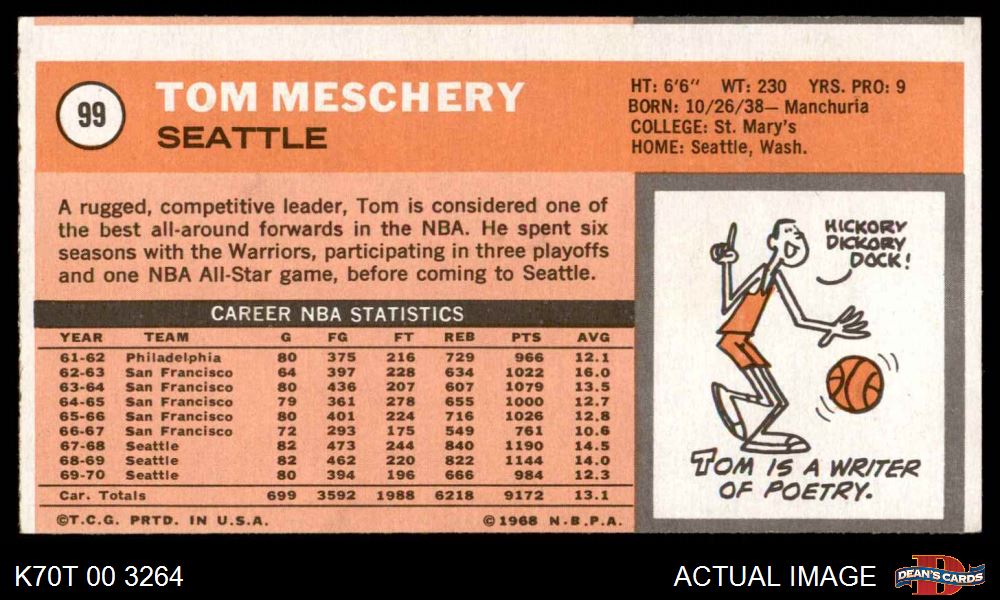 99
TOM MESCHERY
SEATTLE
HT: 6'6" WT: 230 YRS. PRO: 9
BORN: 10/26/38— Manchuria
COLLEGE: St. Mary's
HOME: Seattle, Wash.
A rugged, competitive leader, Tom is considered one of
the best all-around forwards in the NBA. He spent six
seasons with the Warriors, participating in three playoffs
and one NBA All-Star game, before coming to Seattle.
CAREER NBA STATISTICS
YEAR TEAM G FG FT REB PTS AVG
61-62 Philadelphia 80 375 216 729 966 12.1
62-63 San Francisco 64 397 228 634 1022 16.0
63-64 San Francisco 80 436 207 607 1079 13.5
64-65 San Francisco 79 361 278 655 1000 12.7
65-66 San Francisco 80 401 224 716 1026 12.8
66-67 San Francisco 72 293 175 549 761 10.6
67-68 Seattle 82 473 244 840 1190 14.5
68-69 Seattle 82 462 220 822 1144 14.0
69-70 Seattle 80 394 196 666 984 12.3
Car. Totals 699 3592 1988 6218 9172 13.1
©T.C.G. PRTD. IN U.S.A. ©1968 N.B.P.A.
HICKORY
DICKORY
DOCK!
TOM IS A WRITER
OF POETRY.
K70T 00 3264
ACTUAL IMAGE
D
DEAN'S CARDS